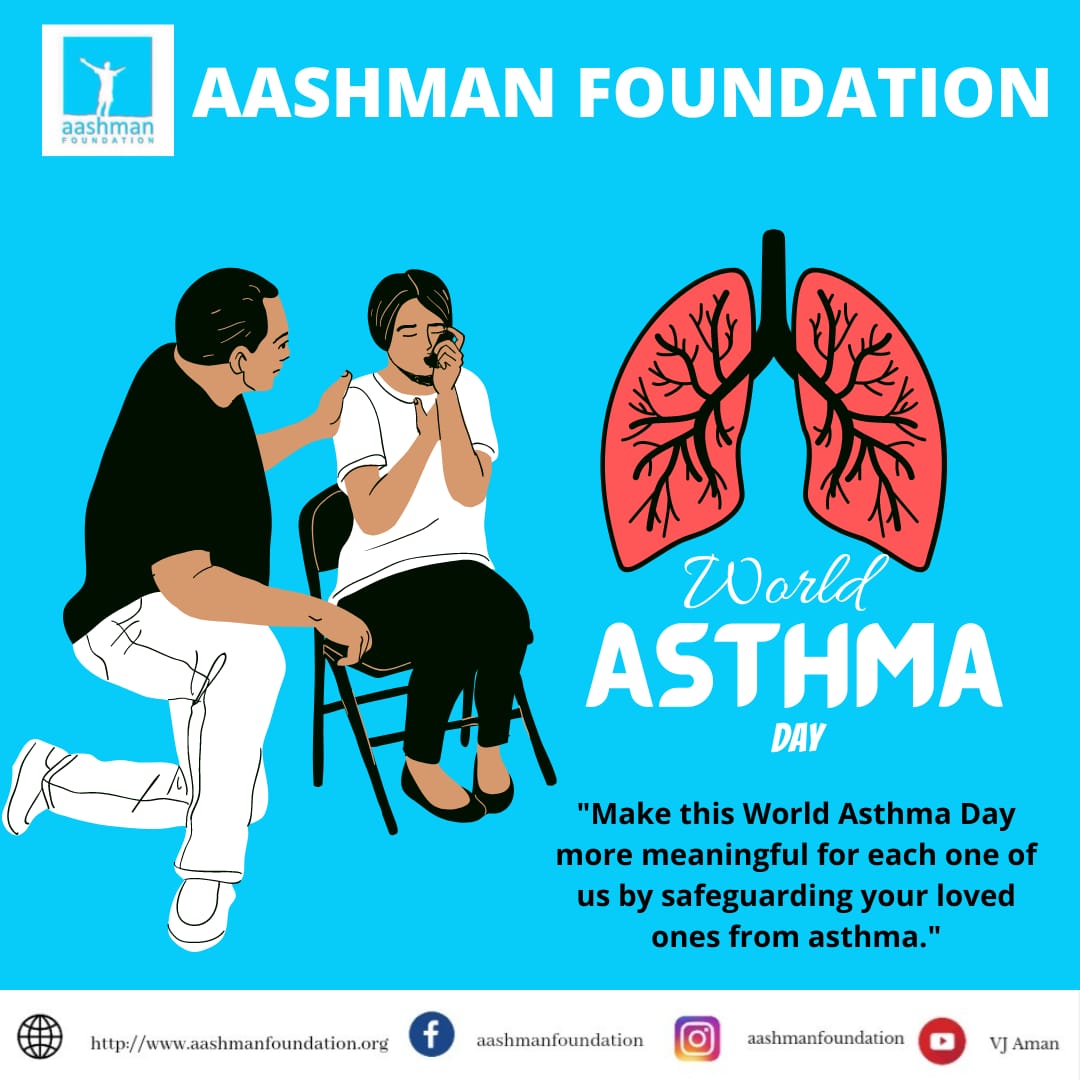 aashman
FOUNDATION
AASHMAN FOUNDATION
World
ASTHMA
DAY
"Make this World Asthma Day
more meaningful for each one of
us by safeguarding your loved
ones from asthma."
http://www.aashmanfoundation.org
aashmanfoundation
aashmanfoundation
VJ Aman